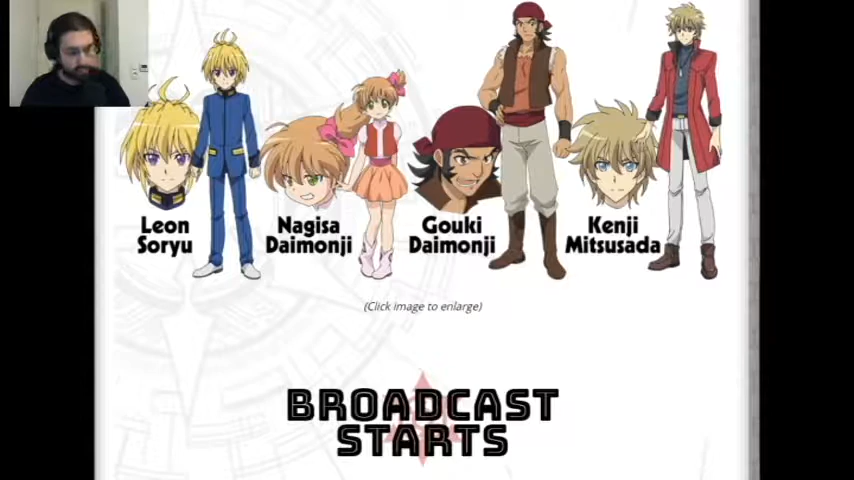 Leon
Soryu
Nagisa
Daimonji
Gouki
Daimonji
Kenji
Mitsusada
(Click image to enlarge)
BROADCAST
STARTS